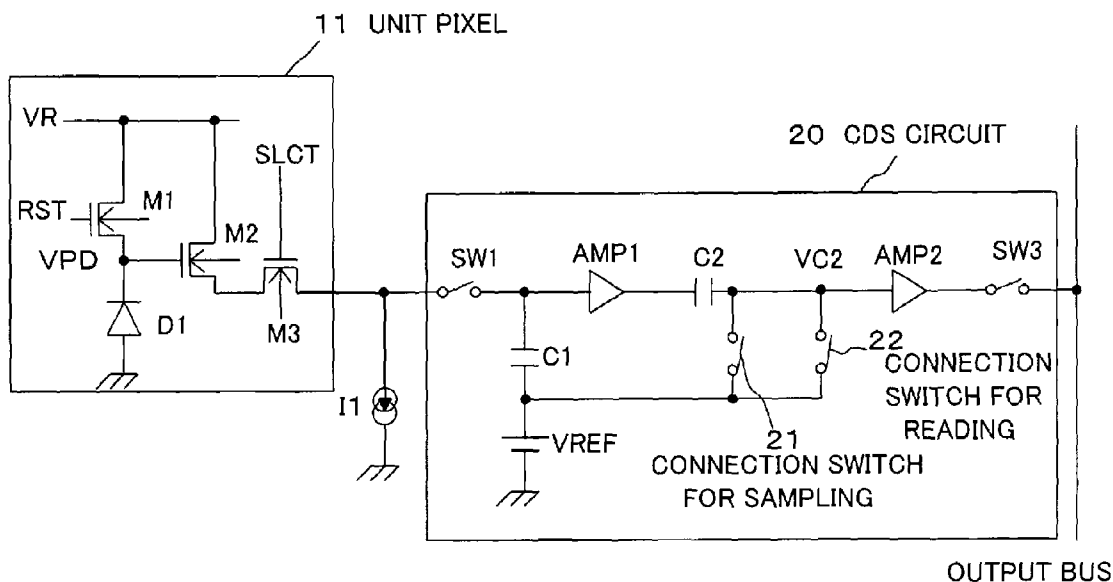 11 UNIT PIXEL
VR
SLCT
RST
M1
M2
VPD
D1
M3
I1
20 CDS CIRCUIT
SW1
AMP1
C2
VC2
AMP2
SW3
C1
22
CONNECTION
SWITCH FOR
READING
VREF
21
CONNECTION SWITCH
FOR SAMPLING
OUTPUT BUS